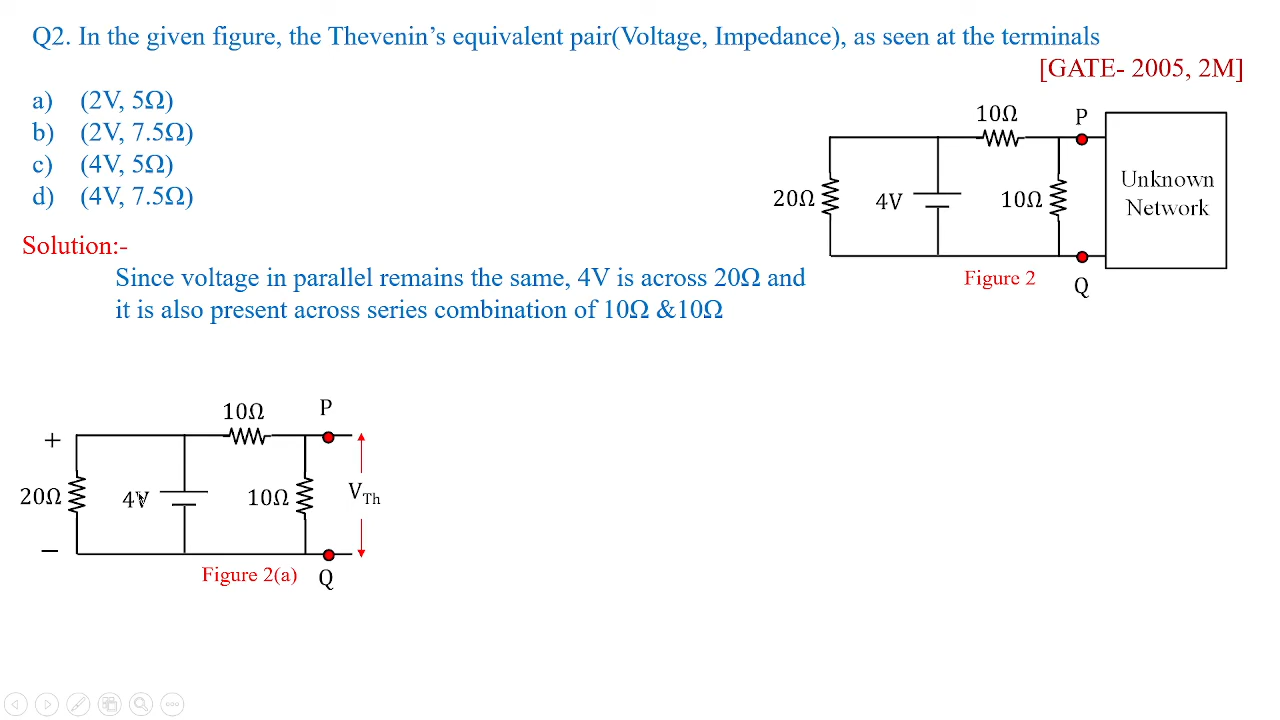 Q2. In the given figure, the Thevenin’s equivalent pair(Voltage, Impedance), as seen at the terminals
[GATE- 2005, 2M]
a) (2V, 5Ω)
b) (2V, 7.5Ω)
c) (4V, 5Ω)
d) (4V, 7.5Ω)
10Ω
P
20Ω
4V
10Ω
Unknown
Network
Figure 2
Q
Solution:-
Since voltage in parallel remains the same, 4V is across 20Ω and
it is also present across series combination of 10Ω &10Ω
10Ω
P
+
20Ω
4V
10Ω
V_Th
−
Figure 2(a)
Q